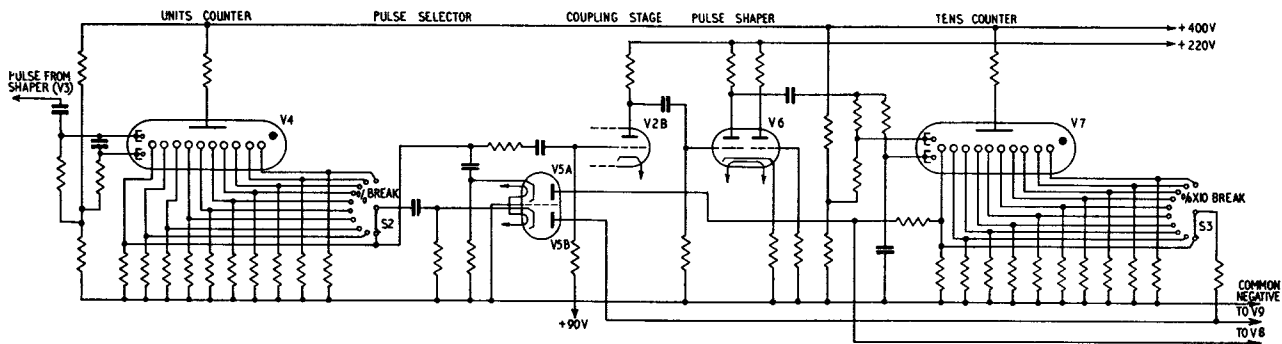 UNITS COUNTER
PULSE SELECTOR
COUPLING STAGE
PULSE SHAPER
TENS COUNTER
+400V
+220V
PULSE FROM
SHAPER (V3)
V4
V2B
V6
V7
V5A
V5B
% BREAK
S2
%X10 BREAK
S3
+90V
COMMON
NEGATIVE
TO V9
TO V8